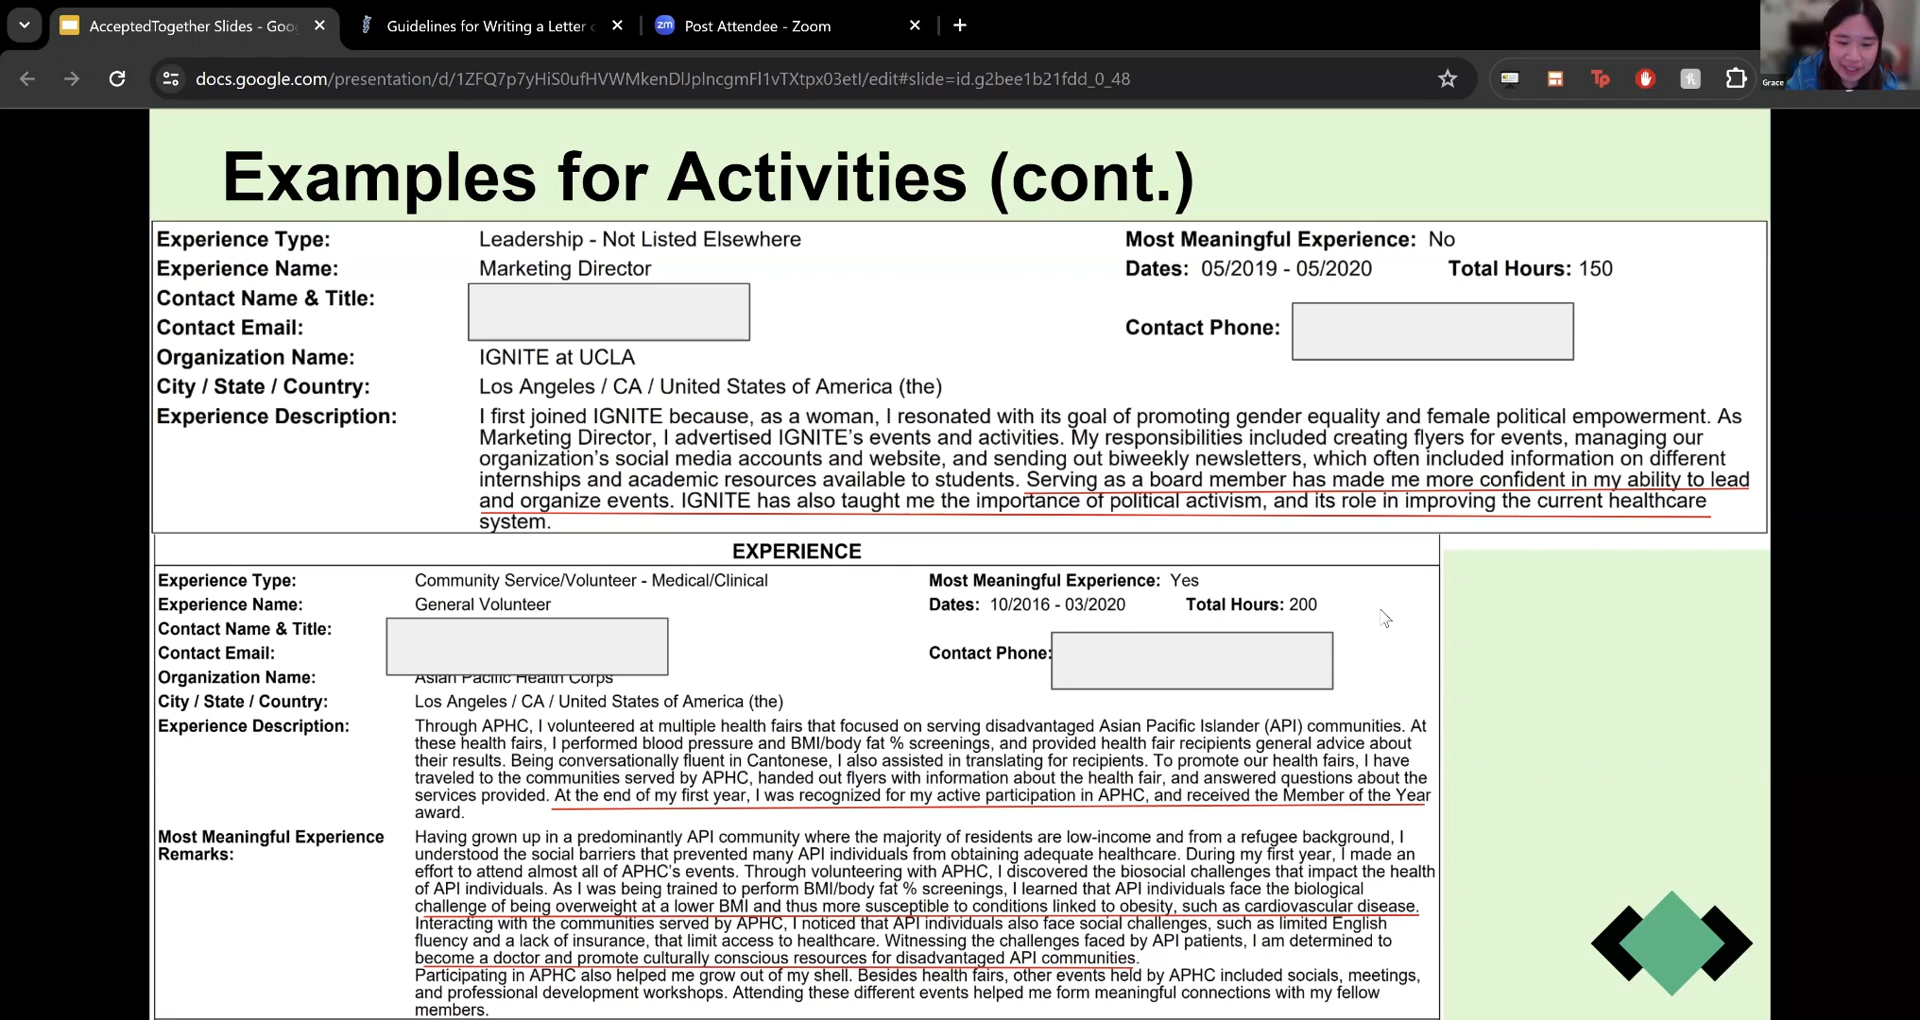 AcceptedTogether Slides - Goo
Guidelines for Writing a Letter
Post Attendee - Zoom
docs.google.com/presentation/d/1ZFQ7p7yHiS0ufHVWMkenDlJplncgmFl1vTXtpx03etI/edit#slide=id.g2bee1b21fdd_0_48
Grace
Examples for Activities (cont.)
Experience Type: Leadership - Not Listed Elsewhere Most Meaningful Experience: No
Experience Name: Marketing Director Dates: 05/2019 - 05/2020 Total Hours: 150
Contact Name & Title:
Contact Email: Contact Phone:
Organization Name: IGNITE at UCLA
City / State / Country: Los Angeles / CA / United States of America (the)
Experience Description: I first joined IGNITE because, as a woman, I resonated with its goal of promoting gender equality and female political empowerment. As
Marketing Director, I advertised IGNITE's events and activities. My responsibilities included creating flyers for events, managing our
organization's social media accounts and website, and sending out biweekly newsletters, which often included information on different
internships and academic resources available to students. Serving as a board member has made me more confident in my ability to lead
and organize events. IGNITE has also taught me the importance of political activism, and its role in improving the current healthcare
system.
EXPERIENCE
Experience Type: Community Service/Volunteer - Medical/Clinical Most Meaningful Experience: Yes
Experience Name: General Volunteer Dates: 10/2016 - 03/2020 Total Hours: 200
Contact Name & Title:
Contact Email: Contact Phone:
Organization Name: Asian Pacific Health Corps
City / State / Country: Los Angeles / CA / United States of America (the)
Experience Description: Through APHC, I volunteered at multiple health fairs that focused on serving disadvantaged Asian Pacific Islander (API) communities. At
these health fairs, I performed blood pressure and BMI/body fat % screenings, and provided health fair recipients general advice about
their results. Being conversationally fluent in Cantonese, I also assisted in translating for recipients. To promote our health fairs, I have
traveled to the communities served by APHC, handed out flyers with information about the health fair, and answered questions about the
services provided. At the end of my first year, I was recognized for my active participation in APHC, and received the Member of the Year
award.
Most Meaningful Experience Having grown up in a predominantly API community where the majority of residents are low-income and from a refugee background, I
Remarks: understood the social barriers that prevented many API individuals from obtaining adequate healthcare. During my first year, I made an
effort to attend almost all of APHC's events. Through volunteering with APHC, I discovered the biosocial challenges that impact the health
of API individuals. As I was being trained to perform BMI/body fat % screenings, I learned that API individuals face the biological
challenge of being overweight at a lower BMI and thus more susceptible to conditions linked to obesity, such as cardiovascular disease.
Interacting with the communities served by APHC, I noticed that API individuals also face social challenges, such as limited English
fluency and a lack of insurance, that limit access to healthcare. Witnessing the challenges faced by API patients, I am determined to
become a doctor and promote culturally conscious resources for disadvantaged API communities.
Participating in APHC also helped me grow out of my shell. Besides health fairs, other events held by APHC included socials, meetings,
and professional development workshops. Attending these different events helped me form meaningful connections with my fellow
members.